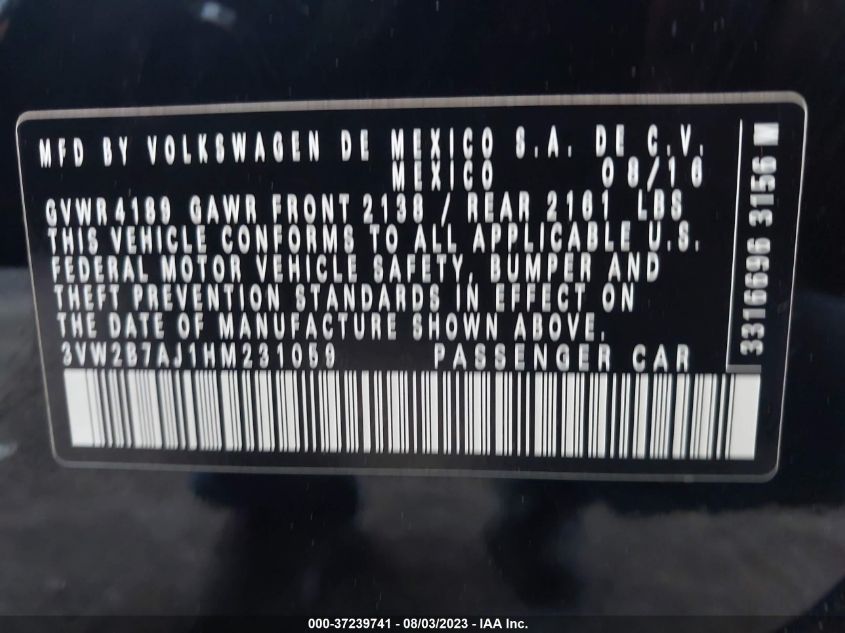 MFD BY VOLKSWAGEN DE MEXICO S.A. DE C.V.
MEXICO 08/16
GVWR 4189 GAWR FRONT 2138 / REAR 2161 LBS
THIS VEHICLE CONFORMS TO ALL APPLICABLE U.S.
FEDERAL MOTOR VEHICLE SAFETY, BUMPER AND
THEFT PREVENTION STANDARDS IN EFFECT ON
THE DATE OF MANUFACTURE SHOWN ABOVE.
3VW2B7AJ1HM231059 PASSENGER CAR
3316696 3156 M
000-37239741 - 08/03/2023 - IAA Inc.